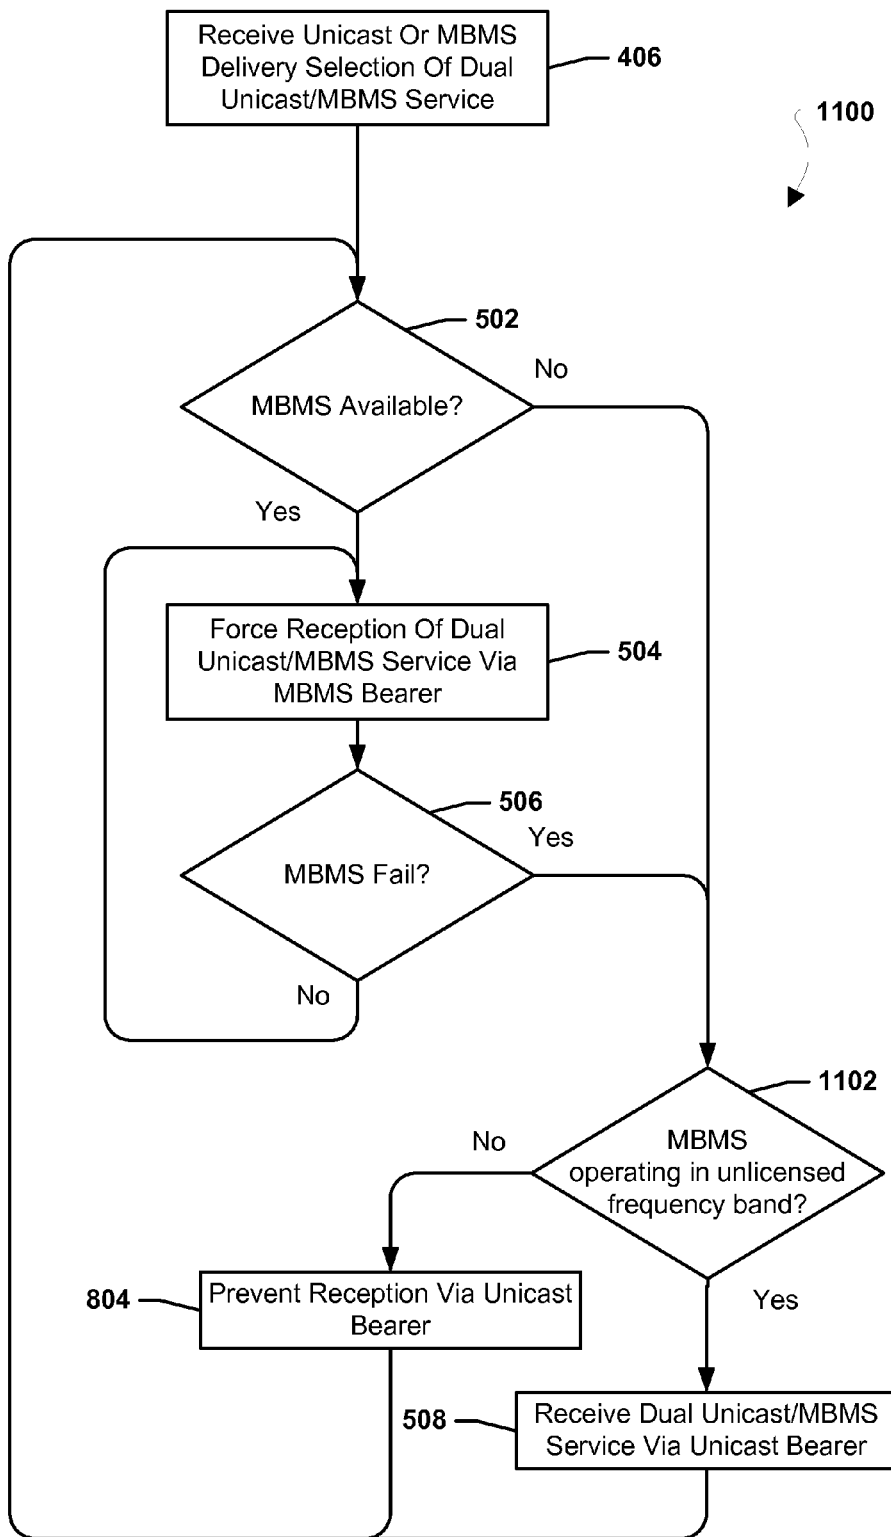 Receive Unicast Or MBMS
Delivery Selection Of Dual
Unicast/MBMS Service
406
1100
502
No
MBMS Available?
Yes
Force Reception Of Dual
Unicast/MBMS Service Via
MBMS Bearer
504
506
Yes
MBMS Fail?
No
1102
No
MBMS
operating in unlicensed
frequency band?
Yes
804
Prevent Reception Via Unicast
Bearer
508
Receive Dual Unicast/MBMS
Service Via Unicast Bearer